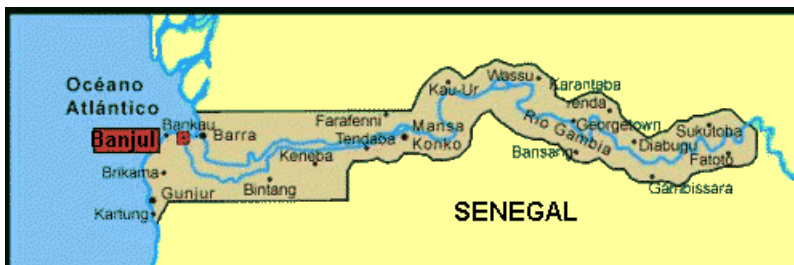 Océano
Atlántico
Banjul
Bankau
Barra
Brikama
Gunjur
Kartung
Farafenni
Tendaba
Keneba
Bintang
Mansa
Konko
Kau-Ur
Wassu
Karantaba
Yenda
Georgetown
Rio Gambia
Bansang
Diabugu
Sukutoba
Fatoto
Gambissara
SENEGAL